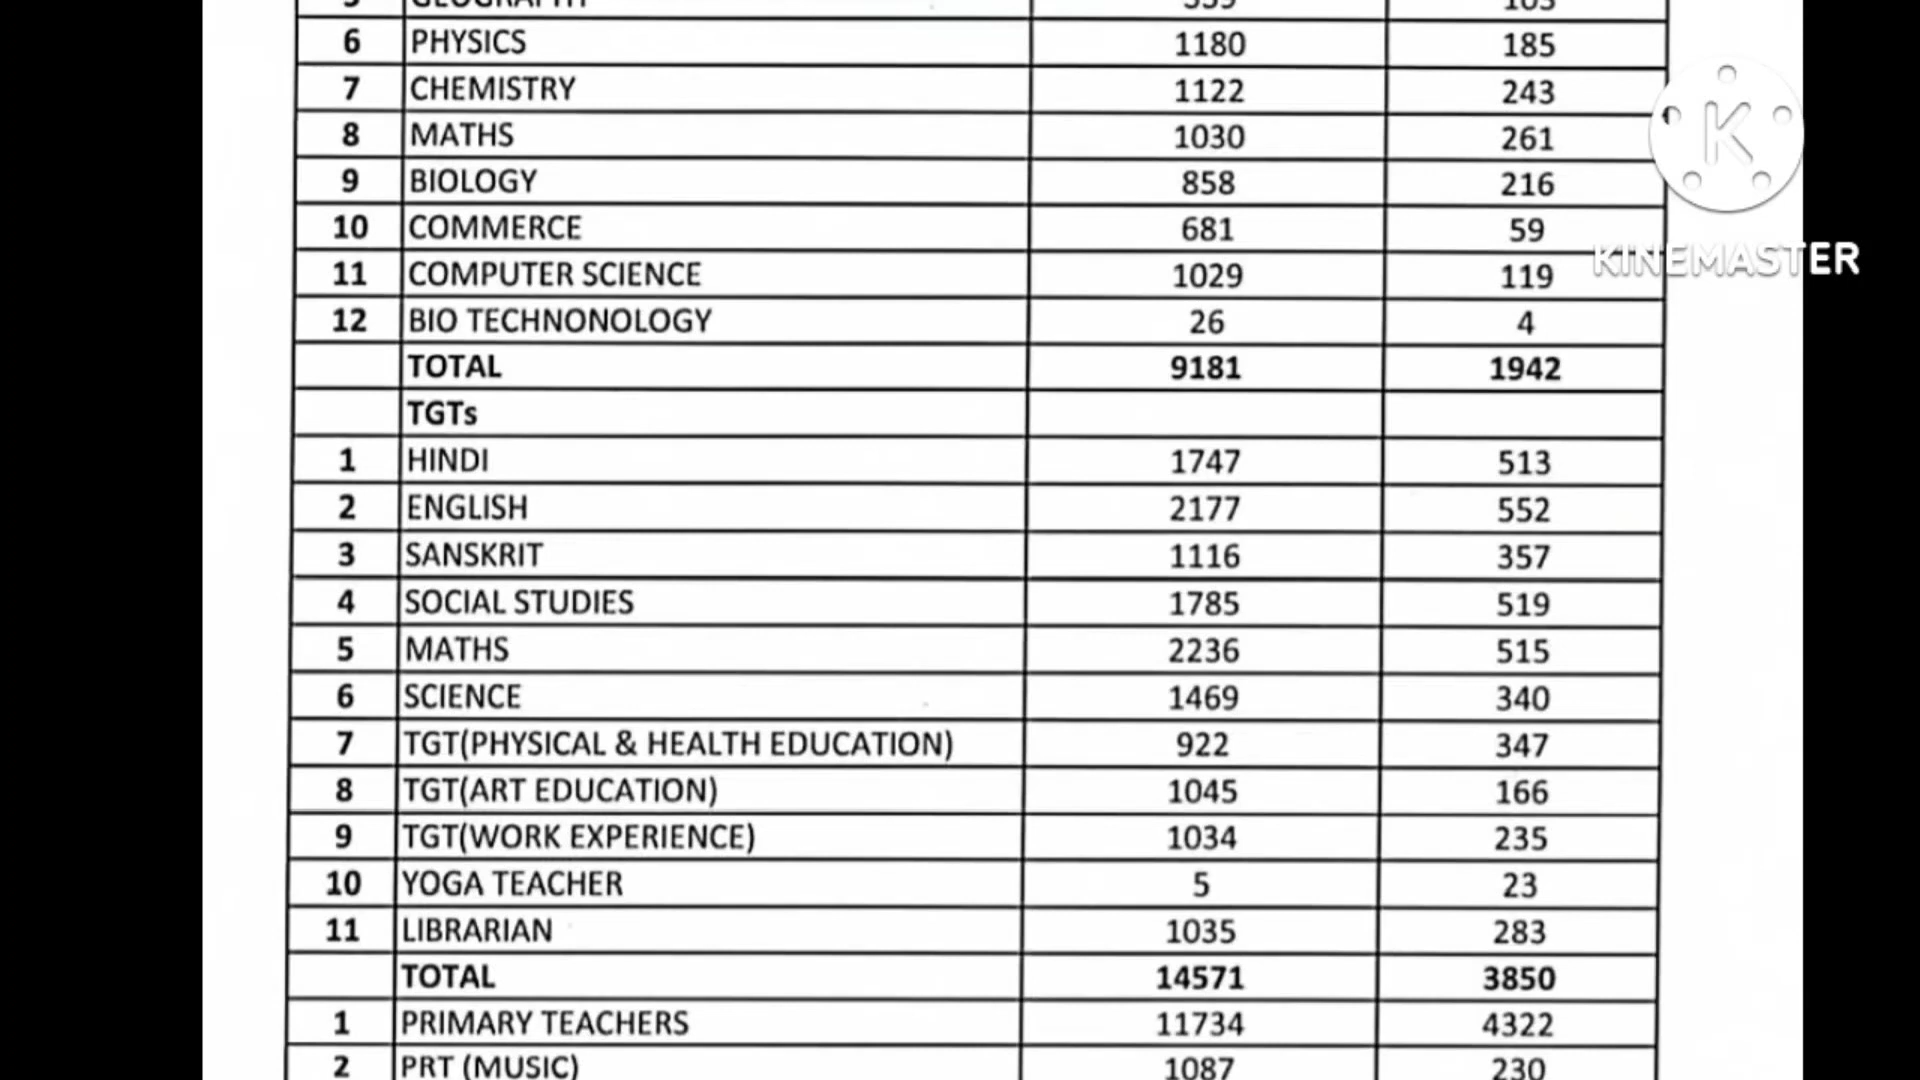 5 GEOGRAPHY 359 103
6 PHYSICS 1180 185
7 CHEMISTRY 1122 243
8 MATHS 1030 261
9 BIOLOGY 858 216
10 COMMERCE 681 59
11 COMPUTER SCIENCE 1029 119
12 BIO TECHNONOLOGY 26 4
TOTAL 9181 1942
TGTs
1 HINDI 1747 513
2 ENGLISH 2177 552
3 SANSKRIT 1116 357
4 SOCIAL STUDIES 1785 519
5 MATHS 2236 515
6 SCIENCE 1469 340
7 TGT(PHYSICAL & HEALTH EDUCATION) 922 347
8 TGT(ART EDUCATION) 1045 166
9 TGT(WORK EXPERIENCE) 1034 235
10 YOGA TEACHER 5 23
11 LIBRARIAN 1035 283
TOTAL 14571 3850
1 PRIMARY TEACHERS 11734 4322
2 PRT (MUSIC) 1087 230
K
KINEMASTER